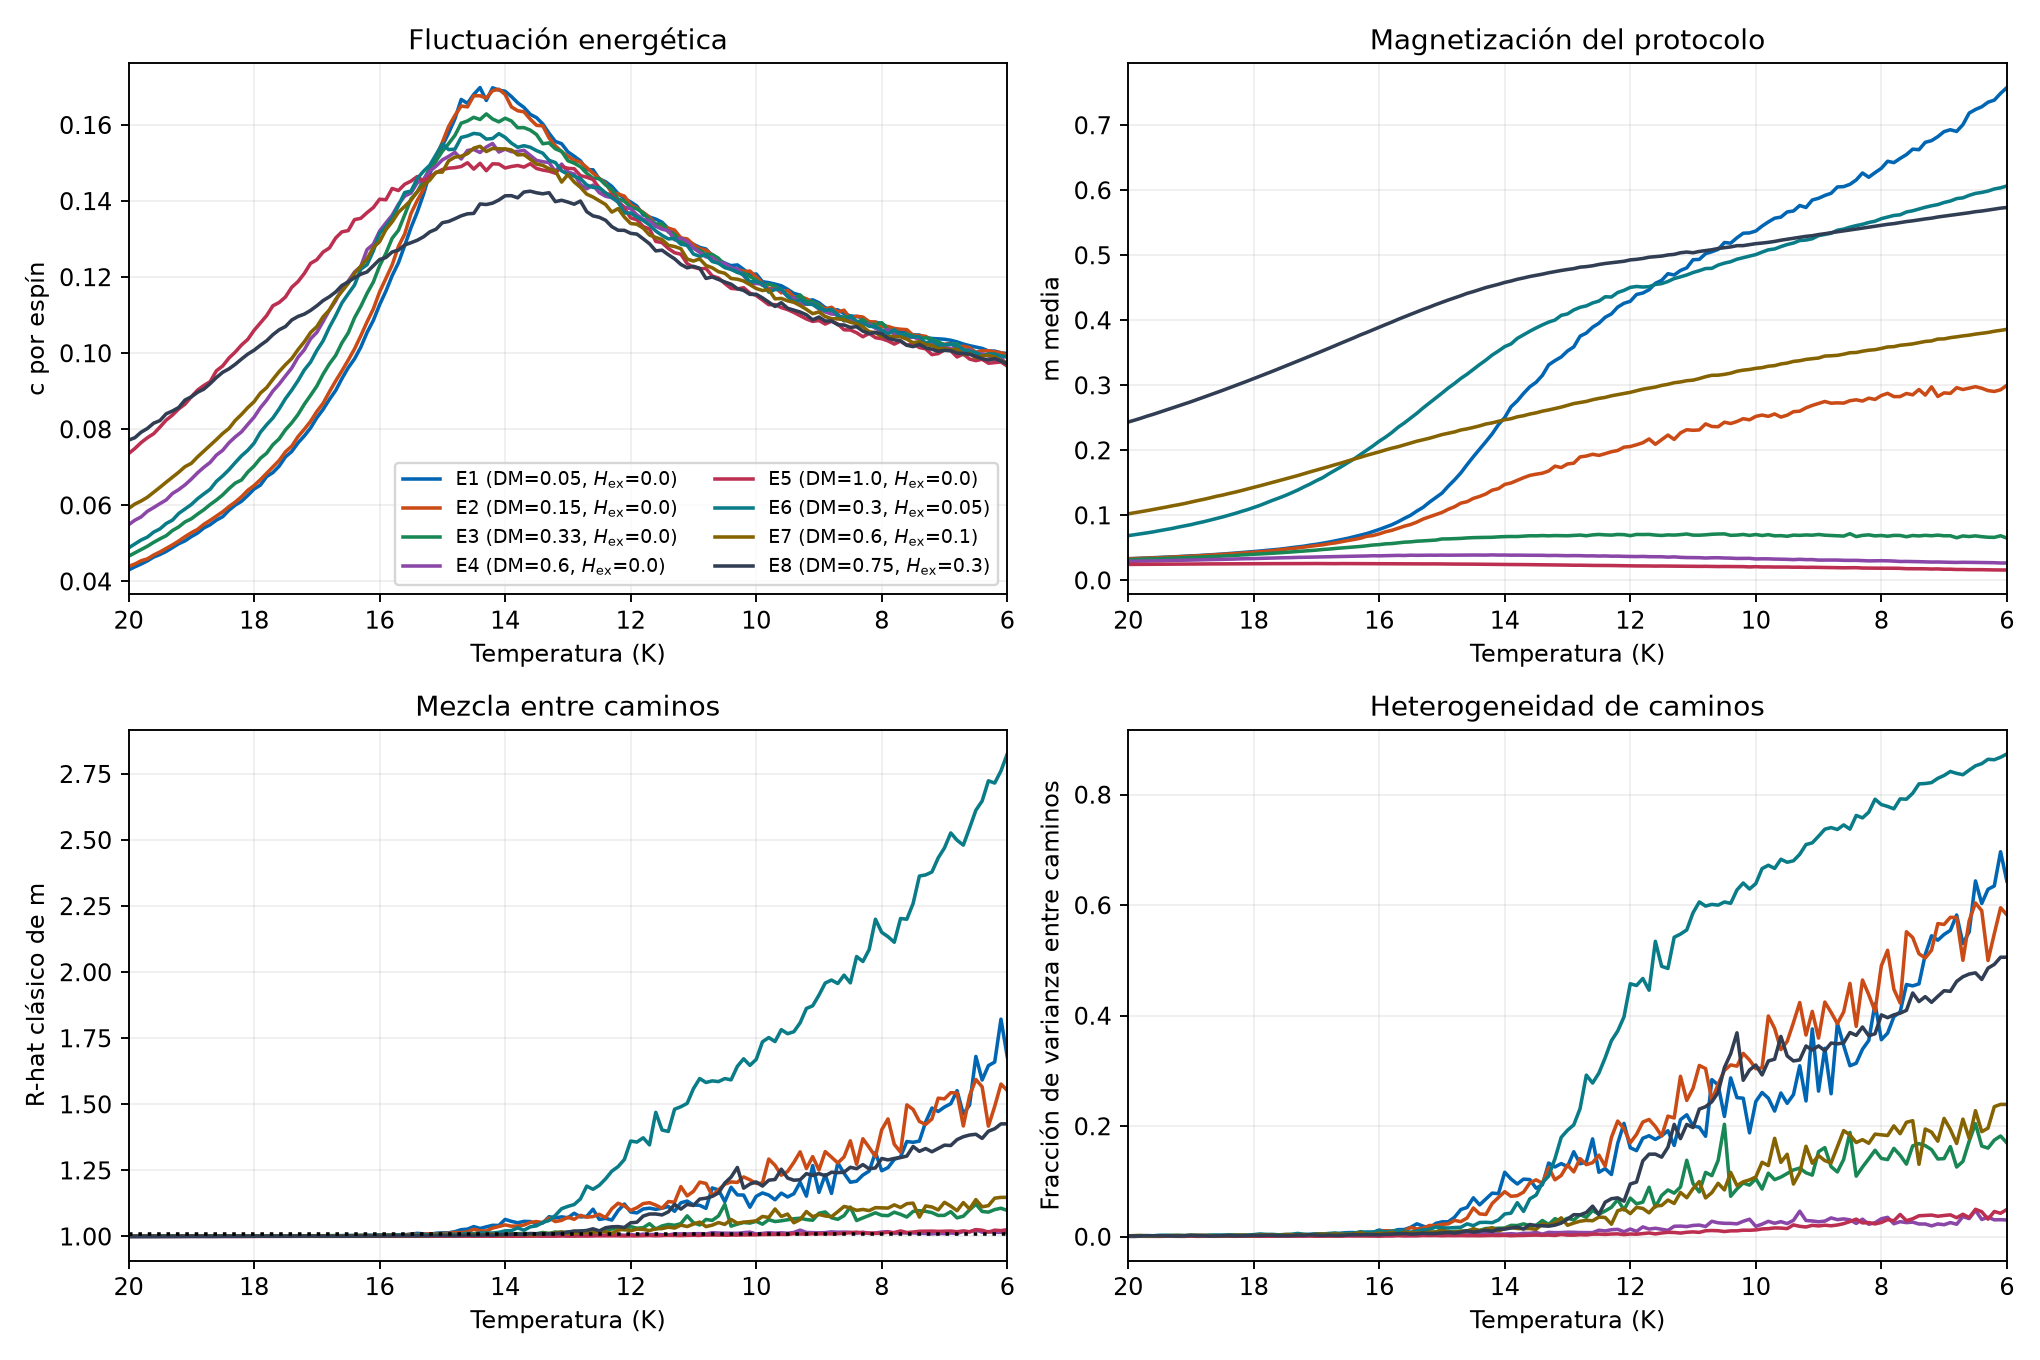 Fluctuación energética
c por espín
0.16
0.14
0.12
0.10
0.08
0.06
0.04
E1 (DM=0.05, Hex=0.0)
E2 (DM=0.15, Hex=0.0)
E3 (DM=0.33, Hex=0.0)
E4 (DM=0.6, Hex=0.0)
E5 (DM=1.0, Hex=0.0)
E6 (DM=0.3, Hex=0.05)
E7 (DM=0.6, Hex=0.1)
E8 (DM=0.75, Hex=0.3)
20 18 16 14 12 10 8 6
Temperatura (K)
Magnetización del protocolo
m media
0.7
0.6
0.5
0.4
0.3
0.2
0.1
0.0
20 18 16 14 12 10 8 6
Temperatura (K)
Mezcla entre caminos
R-hat clásico de m
2.75
2.50
2.25
2.00
1.75
1.50
1.25
1.00
20 18 16 14 12 10 8 6
Temperatura (K)
Heterogeneidad de caminos
Fracción de varianza entre caminos
0.8
0.6
0.4
0.2
0.0
20 18 16 14 12 10 8 6
Temperatura (K)